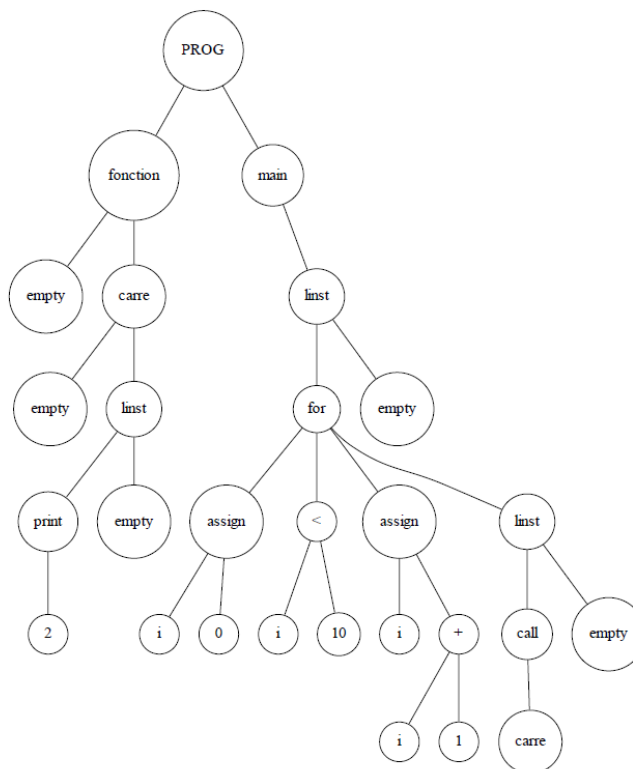 PROG
fonction main
empty carre linst
empty linst for empty
print empty assign < assign linst
2 i 0 i 10 i + call empty
i 1 carre